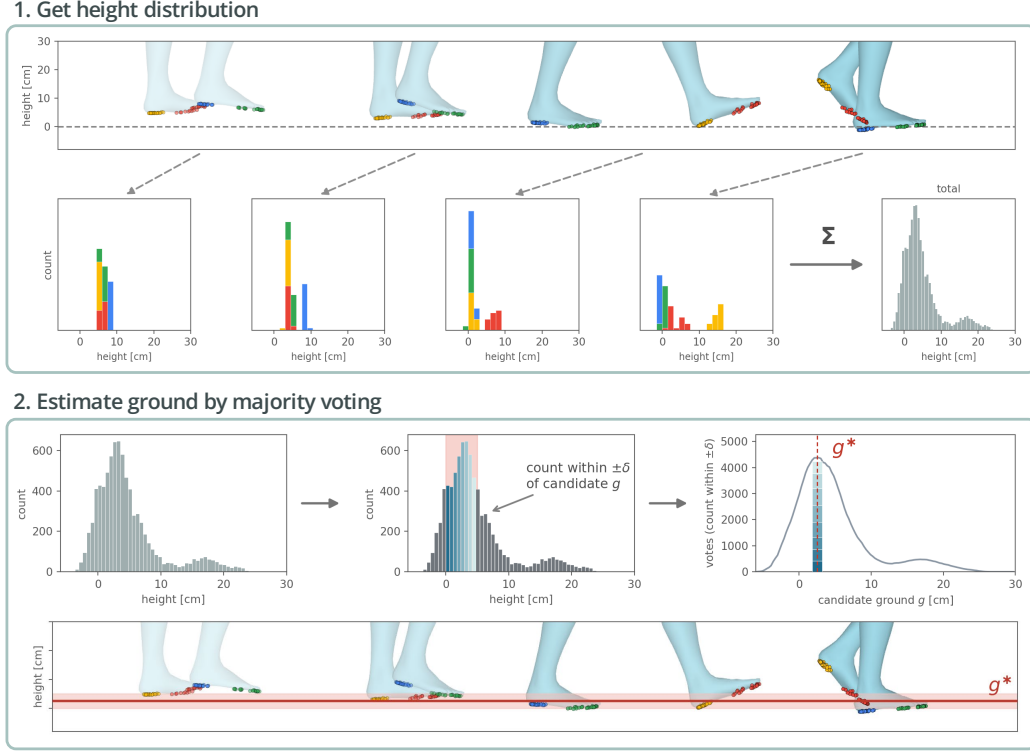 1. Get height distribution
height [cm]
30
20
10
0
count
0 10 20 30
height [cm]
0 10 20 30
height [cm]
0 10 20 30
height [cm]
0 10 20 30
height [cm]
Σ
total
0 10 20 30
height [cm]
2. Estimate ground by majority voting
count
600
400
200
0
0 10 20 30
height [cm]
count
600
400
200
0
count within ±δ
of candidate g
0 10 20 30
height [cm]
votes (count within ±δ)
5000
4000
3000
2000
1000
0
g*
0 10 20 30
candidate ground g [cm]
height [cm]
g*